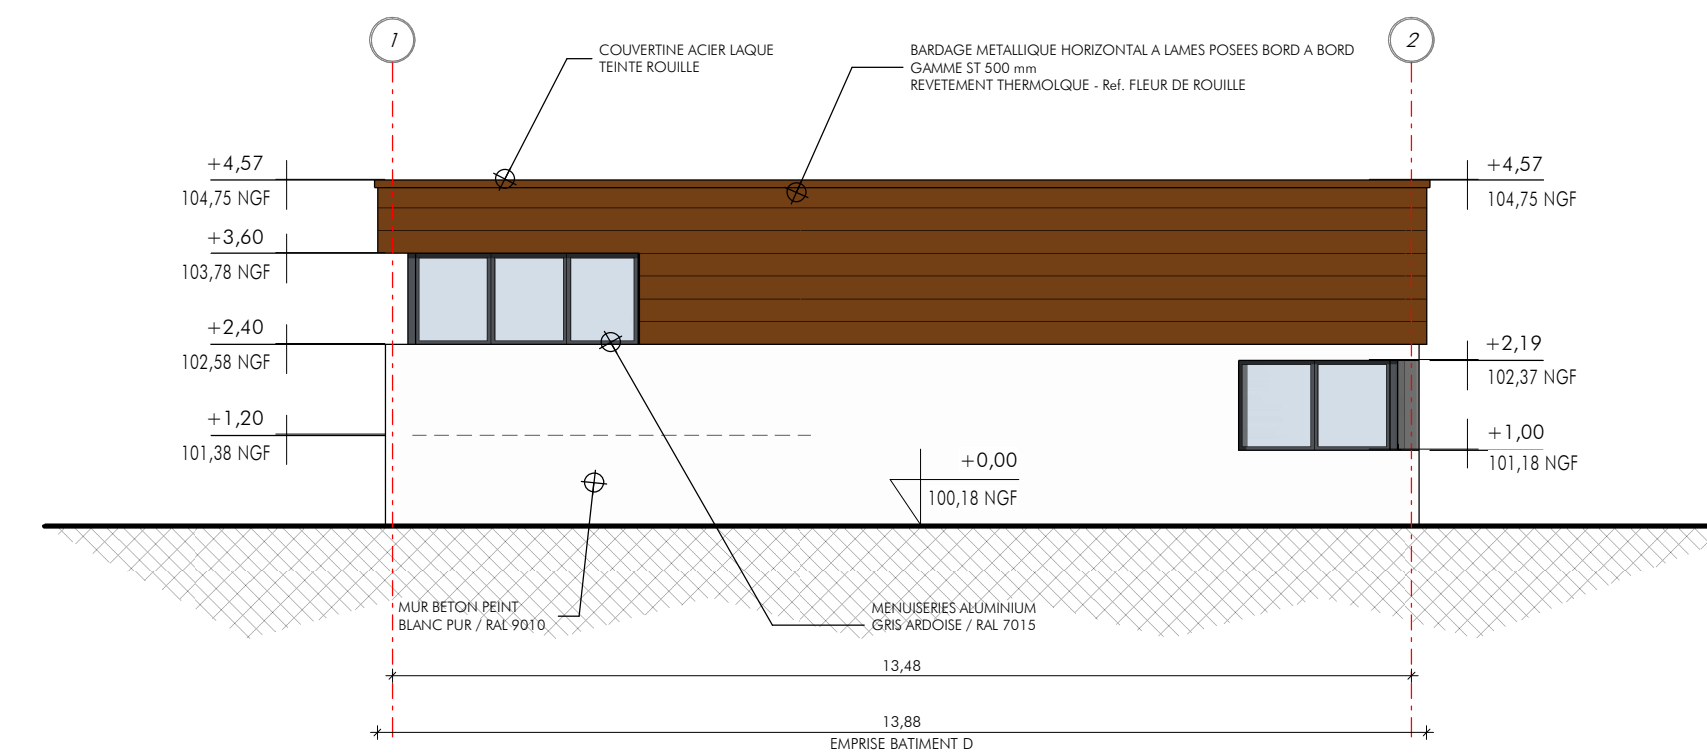 1
2
COUVERTINE ACIER LAQUE
TEINTE ROUILLE
BARDAGE METALLIQUE HORIZONTAL A LAMES POSEES BORD A BORD
GAMME ST 500 mm
REVETEMENT THERMOLQUE - Ref. FLEUR DE ROUILLE
+4,57
104,75 NGF
+3,60
103,78 NGF
+2,40
102,58 NGF
+1,20
101,38 NGF
+4,57
104,75 NGF
+2,19
102,37 NGF
+1,00
101,18 NGF
+0,00
100,18 NGF
MUR BETON PEINT
BLANC PUR / RAL 9010
MENUISERIES ALUMINIUM
GRIS ARDOISE / RAL 7015
13,48
13,88
EMPRISE BATIMENT D